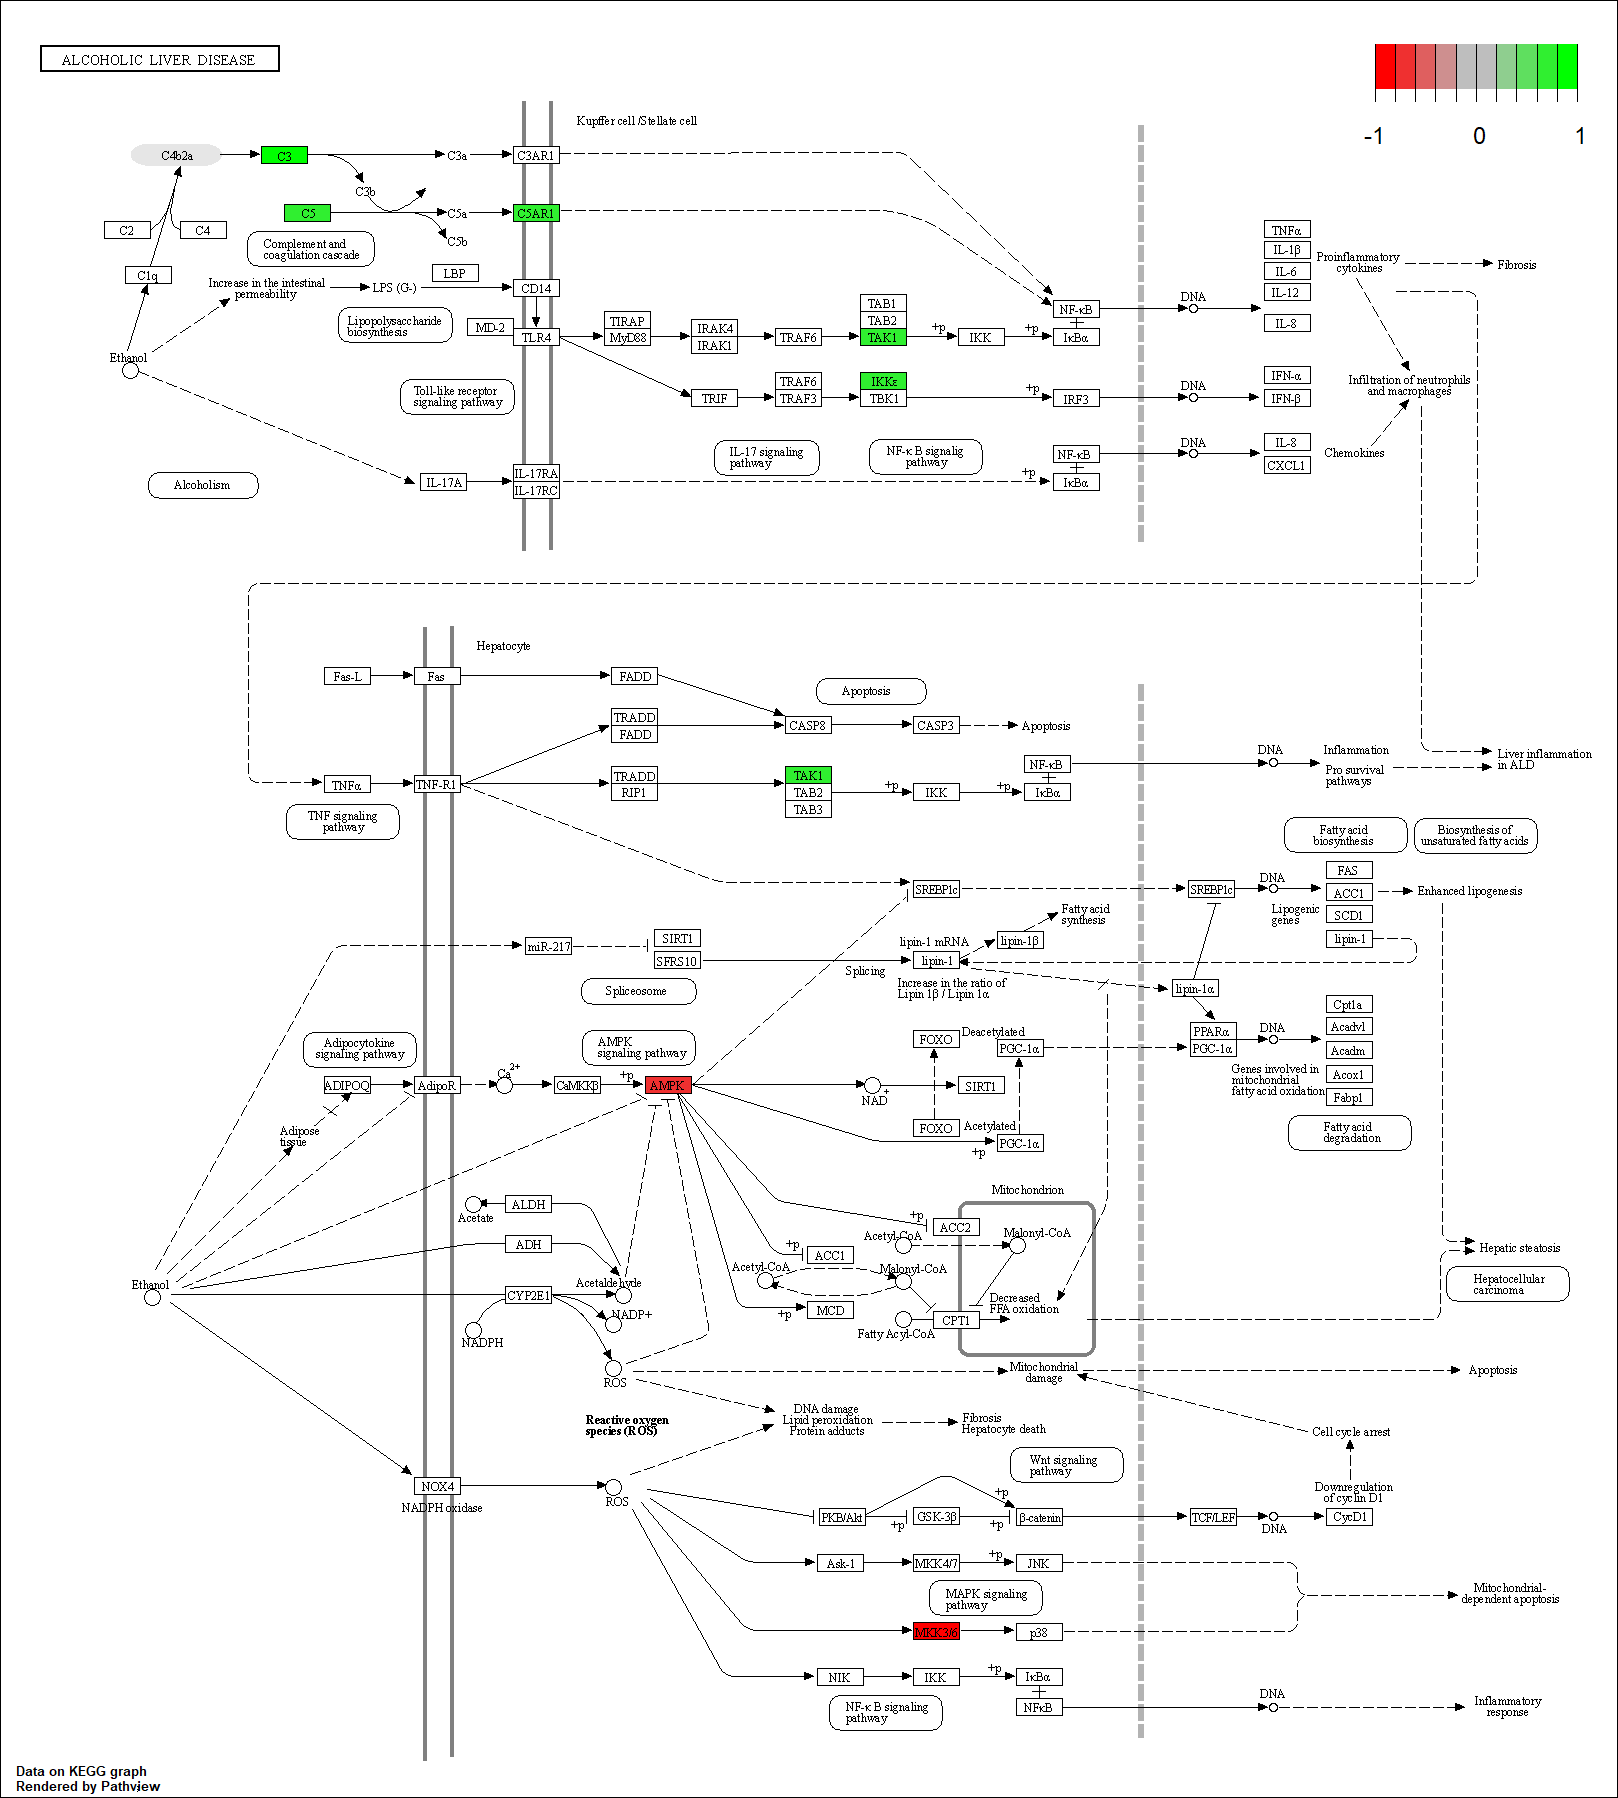 ALCOHOLIC LIVER DISEASE
-1
0
1
Kupffer cell /Stellate cell
C4b2a
C3
C3a
C3AR1
C3b
C5
C5a
C5AR1
C5b
C2
C4
Complement and
coagulation cascade
C1q
LBP
Increase in the intestinal
permeability
LPS (G-)
CD14
Lipopolysaccharide
biosynthesis
MD-2
TLR4
TIRAP
MyD88
IRAK4
IRAK1
TRAF6
TAB1
TAB2
TAK1
+p
IKK
+p
NF-κB
IκBα
DNA
TNFα
IL-1β
IL-6
IL-12
IL-8
Proinflammatory
cytokines
Fibrosis
Ethanol
Toll-like receptor
signaling pathway
TRIF
TRAF6
TRAF3
IKKε
TBK1
+p
IRF3
DNA
IFN-α
IFN-β
Infiltration of neutrophils
and macrophages
IL-17 signaling
pathway
NF-κ B signalig
pathway
NF-κB
IκBα
+p
DNA
IL-8
CXCL1
Chemokines
Alcoholism
IL-17A
IL-17RA
IL-17RC
Hepatocyte
Fas-L
Fas
FADD
Apoptosis
TRADD
FADD
CASP8
CASP3
Apoptosis
TNFα
TNF-R1
TRADD
RIP1
TAK1
TAB2
TAB3
+p
IKK
+p
NF-κB
IκBα
DNA
Inflammation
Pro survival
pathways
Liver inflammation
in ALD
TNF signaling
pathway
Fatty acid
biosynthesis
Biosynthesis of
unsaturated fatty acids
SREBP1c
SREBP1c
DNA
FAS
ACC1
SCD1
lipin-1
Lipogenic
genes
Enhanced lipogenesis
miR-217
SIRT1
SFRS10
Splicing
lipin-1 mRNA
lipin-1
lipin-1β
Fatty acid
synthesis
Increase in the ratio of
Lipin 1β / Lipin 1α
lipin-1α
Spliceosome
Adipocytokine
signaling pathway
AMPK
signaling pathway
FOXO
Deacetylated
PGC-1α
PPARα
PGC-1α
DNA
Cpt1a
Acadvl
Acadm
Acox1
Fabp1
Genes involved in
mitochondrial
fatty acid oxidation
ADIPOQ
AdipoR
Ca2+
CaMKKβ
+p
AMPK
NAD+
SIRT1
Adipose
tissue
FOXO
Acetylated
PGC-1α
+p
Fatty acid
degradation
Mitochondrion
Acetate
ALDH
ADH
+p
ACC2
Acetyl-CoA
Malonyl-CoA
+p
ACC1
Acetyl-CoA
Malonyl-CoA
Hepatic steatosis
Ethanol
Acetaldehyde
CYP2E1
NADP+
NADPH
+p
MCD
Decreased
FFA oxidation
CPT1
Fatty Acyl-CoA
Hepatocellular
carcinoma
ROS
Mitochondrial
damage
Apoptosis
Reactive oxygen
species (ROS)
DNA damage
Lipid peroxidation
Protein adducts
Fibrosis
Hepatocyte death
Cell cycle arrest
Wnt signaling
pathway
NOX4
NADPH oxidase
ROS
Downregulation
of cyclin D1
PKB/Akt
+p
GSK-3β
+p
+p
β-catenin
TCF/LEF
DNA
CycD1
Ask-1
MKK4/7
+p
JNK
MAPK signaling
pathway
Mitochondrial-
dependent apoptosis
MKK3/6
p38
NIK
IKK
+p
IκBα
NFκB
DNA
NF-κ B signaling
pathway
Inflammatory
response
Data on KEGG graph
Rendered by Pathview